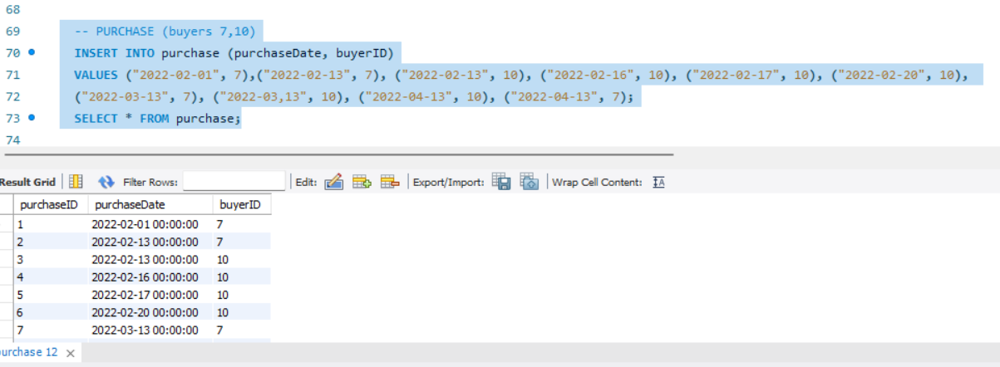 68
69 -- PURCHASE (buyers 7,10)
70 INSERT INTO purchase (purchaseDate, buyerID)
71 VALUES ("2022-02-01", 7),("2022-02-13", 7), ("2022-02-13", 10), ("2022-02-16", 10), ("2022-02-17", 10), ("2022-02-20", 10),
72 ("2022-03-13", 7), ("2022-03,13", 10), ("2022-04-13", 10), ("2022-04-13", 7);
73 SELECT * FROM purchase;
74
Result Grid Filter Rows: Edit: Export/Import: Wrap Cell Content: IA
purchaseID purchaseDate buyerID
1 2022-02-01 00:00:00 7
2 2022-02-13 00:00:00 7
3 2022-02-13 00:00:00 10
4 2022-02-16 00:00:00 10
5 2022-02-17 00:00:00 10
6 2022-02-20 00:00:00 10
7 2022-03-13 00:00:00 7
purchase 12